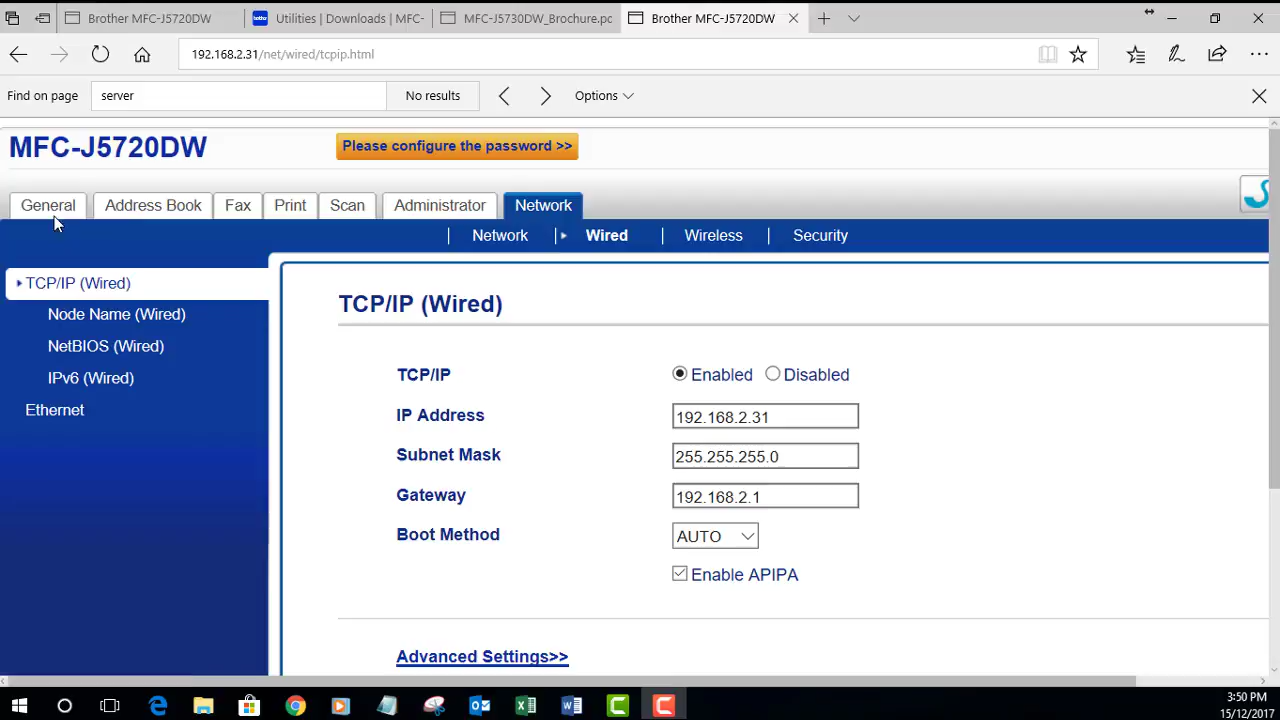 Brother MFC-J5720DW
Utilities | Downloads | MFC-
MFC-J5730DW_Brochure.pd
Brother MFC-J5720DW
192.168.2.31/net/wired/tcpip.html
Find on page
server
No results
Options
MFC-J5720DW
Please configure the password >>
General
Address Book
Fax
Print
Scan
Administrator
Network
Network
Wired
Wireless
Security
TCP/IP (Wired)
Node Name (Wired)
NetBIOS (Wired)
IPv6 (Wired)
Ethernet
TCP/IP (Wired)
TCP/IP
Enabled
Disabled
IP Address
192.168.2.31
Subnet Mask
255.255.255.0
Gateway
192.168.2.1
Boot Method
AUTO
Enable APIPA
Advanced Settings>>
3:50 PM
15/12/2017